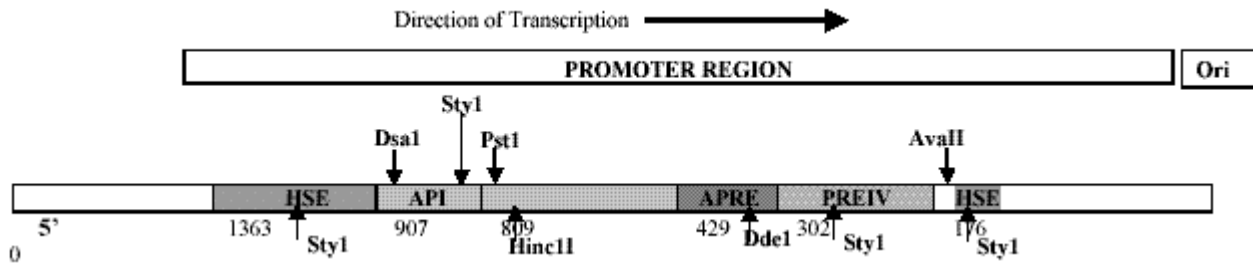 Direction of Transcription
PROMOTER REGION Ori
Sty1
Dsa1 Pst1 AvaII
HSE API APRE PREIV HSE
5’ 1363 907 809 429 302 176
0 Sty1 Hinc1I Dde1 Sty1 Sty1